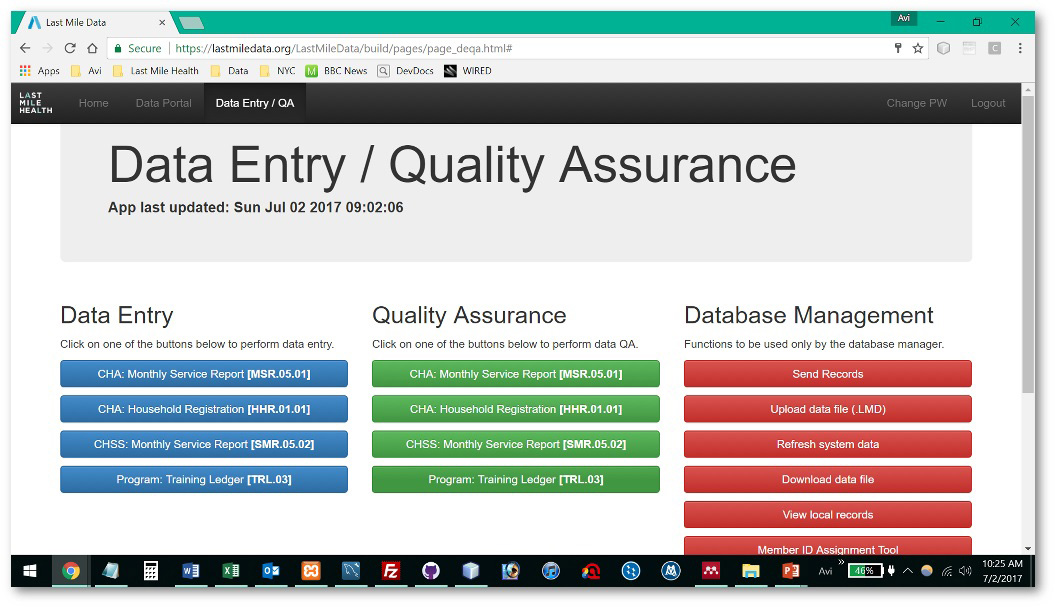 Last Mile Data
Avi
Secure
https://lastmiledata.org/LastMileData/build/pages/page_deqa.html#
Apps Avi Last Mile Health Data NYC BBC News DevDocs WIRED
LAST
MILE
HEALTH
Home Data Portal Data Entry / QA Change PW Logout
Data Entry / Quality Assurance
App last updated: Sun Jul 02 2017 09:02:06
Data Entry
Click on one of the buttons below to perform data entry.
CHA: Monthly Service Report [MSR.05.01]
CHA: Household Registration [HHR.01.01]
CHSS: Monthly Service Report [SMR.05.02]
Program: Training Ledger [TRL.03]
Quality Assurance
Click on one of the buttons below to perform data QA.
CHA: Monthly Service Report [MSR.05.01]
CHA: Household Registration [HHR.01.01]
CHSS: Monthly Service Report [SMR.05.02]
Program: Training Ledger [TRL.03]
Database Management
Functions to be used only by the database manager.
Send Records
Upload data file (.LMD)
Refresh system data
Download data file
View local records
Member ID Assignment Tool
Avi
46%
10:25 AM
7/2/2017